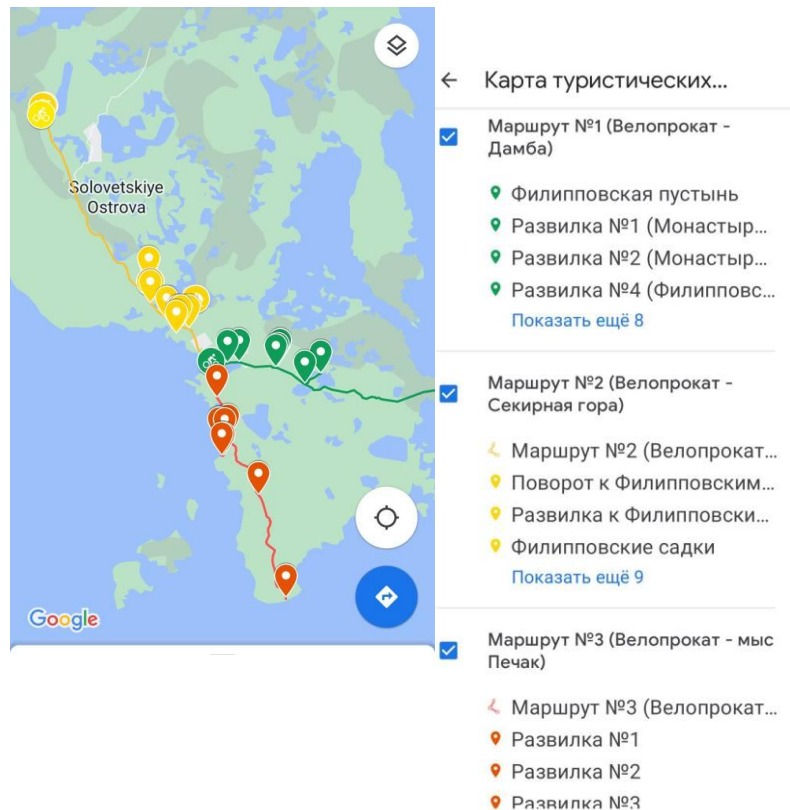 Solovetskiye
Ostrova
Google
Карта туристических...
Маршрут №1 (Велопрокат -
Дамба)
Филипповская пустынь
Развилка №1 (Монастыр...
Развилка №2 (Монастыр...
Развилка №4 (Филипповс...
Показать ещё 8
Маршрут №2 (Велопрокат -
Секирная гора)
Маршрут №2 (Велопрокат...
Поворот к Филипповским...
Развилка к Филипповски...
Филипповские садки
Показать ещё 9
Маршрут №3 (Велопрокат - мыс
Печак)
Маршрут №3 (Велопрокат...
Развилка №1
Развилка №2
Развилка №3